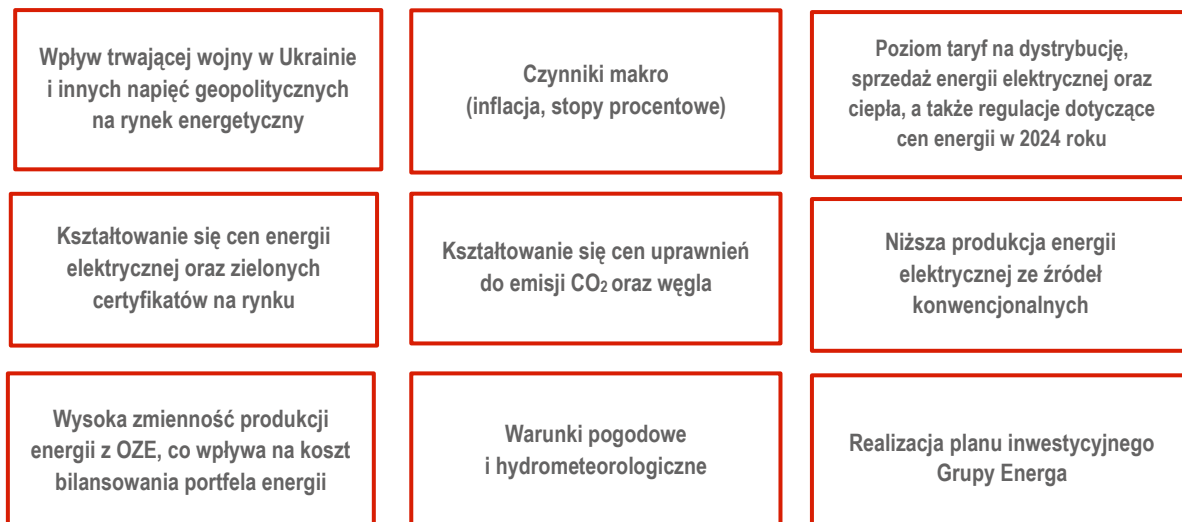 Wpływ trwającej wojny w Ukrainie
i innych napięć geopolitycznych
na rynek energetyczny
Czynniki makro
(inflacja, stopy procentowe)
Poziom taryf na dystrybucję,
sprzedaż energii elektrycznej oraz
ciepła, a także regulacje dotyczące
cen energii w 2024 roku
Kształtowanie się cen energii
elektrycznej oraz zielonych
certyfikatów na rynku
Kształtowanie się cen uprawnień
do emisji CO₂ oraz węgla
Niższa produkcja energii
elektrycznej ze źródeł
konwencjonalnych
Wysoka zmienność produkcji
energii z OZE, co wpływa na koszt
bilansowania portfela energii
Warunki pogodowe
i hydrometeorologiczne
Realizacja planu inwestycyjnego
Grupy Energa